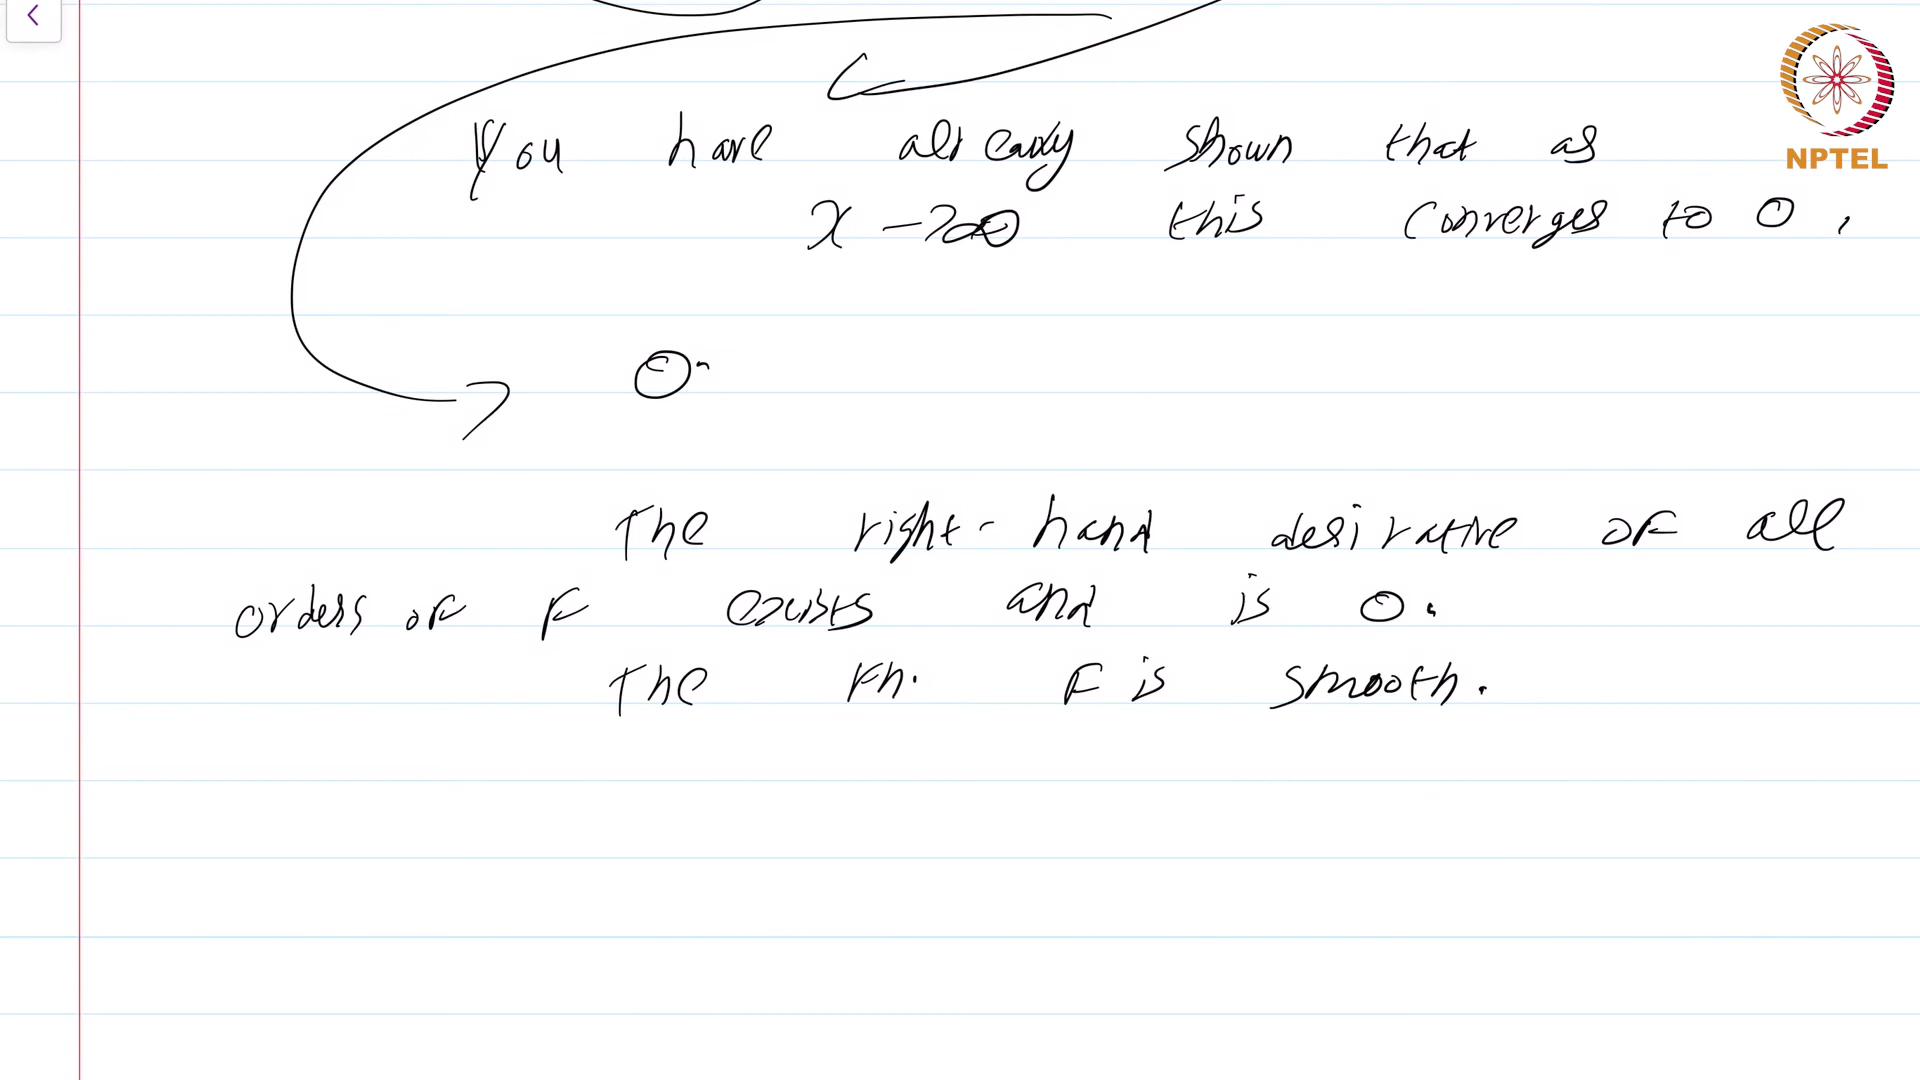 NPTEL
You have already shown that as
x → ∞ this converges to 0.
0.
The right-hand derivative of all
orders of F exists and is 0.
The Fn. F is smooth.